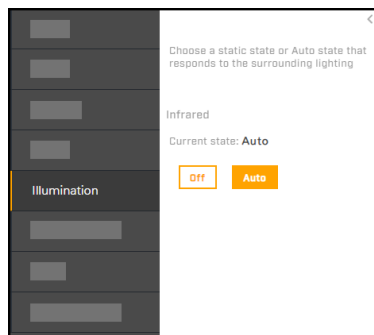 Choose a static state or Auto state that
responds to the surrounding lighting
Infrared
Current state: Auto
Off Auto
Illumination